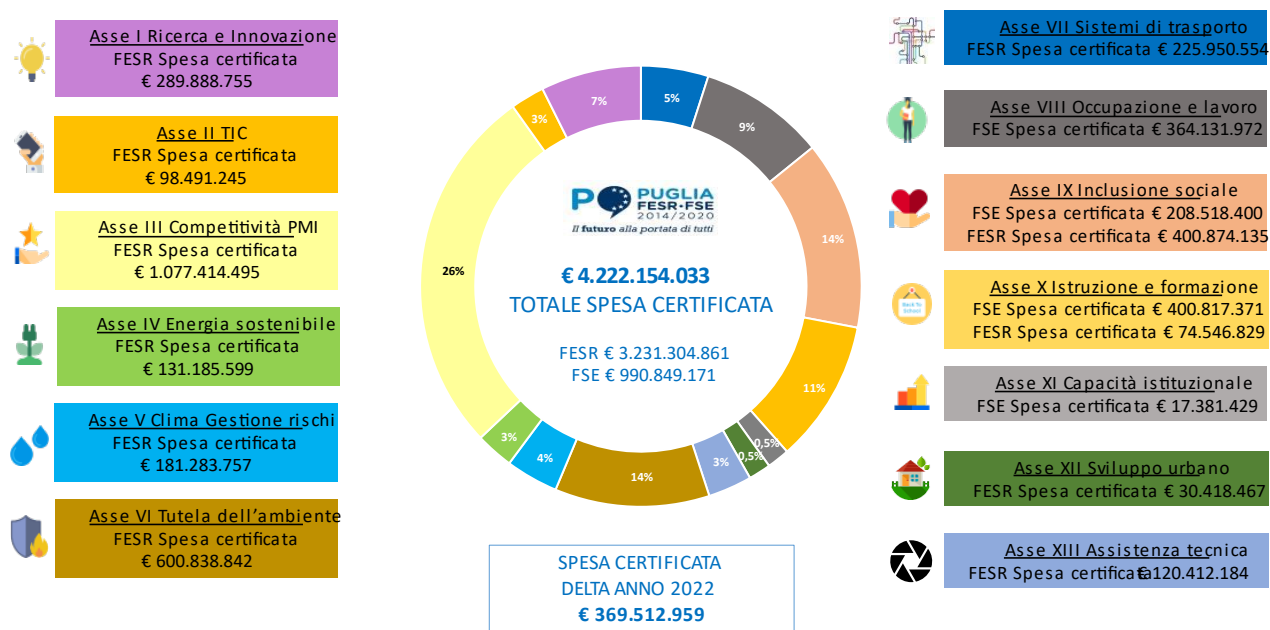 Asse I Ricerca e Innovazione
FESR Spesa certificata
€ 289.888.755
Asse II TIC
FESR Spesa certificata
€ 98.491.245
Asse III Competitività PMI
FESR Spesa certificata
€ 1.077.414.495
Asse IV Energia sostenibile
FESR Spesa certificata
€ 131.185.599
Asse V Clima Gestione rischi
FESR Spesa certificata
€ 181.283.757
Asse VI Tutela dell'ambiente
FESR Spesa certificata
€ 600.838.842
5%
9%
14%
11%
0,5%
0,5%
3%
14%
4%
3%
26%
3%
7%
PO PUGLIA
FESR•FSE
2014/2020
Il futuro alla portata di tutti
€ 4.222.154.033
TOTALE SPESA CERTIFICATA
FESR € 3.231.304.861
FSE € 990.849.171
SPESA CERTIFICATA
DELTA ANNO 2022
€ 369.512.959
Asse VII Sistemi di trasporto
FESR Spesa certificata € 225.950.554
Asse VIII Occupazione e lavoro
FSE Spesa certificata € 364.131.972
Asse IX Inclusione sociale
FSE Spesa certificata € 208.518.400
FESR Spesa certificata € 400.874.135
Back To
School
Asse X Istruzione e formazione
FSE Spesa certificata € 400.817.371
FESR Spesa certificata € 74.546.829
Asse XI Capacità istituzionale
FSE Spesa certificata € 17.381.429
Asse XII Sviluppo urbano
FESR Spesa certificata € 30.418.467
Asse XIII Assistenza tecnica
FESR Spesa certificata € 120.412.184